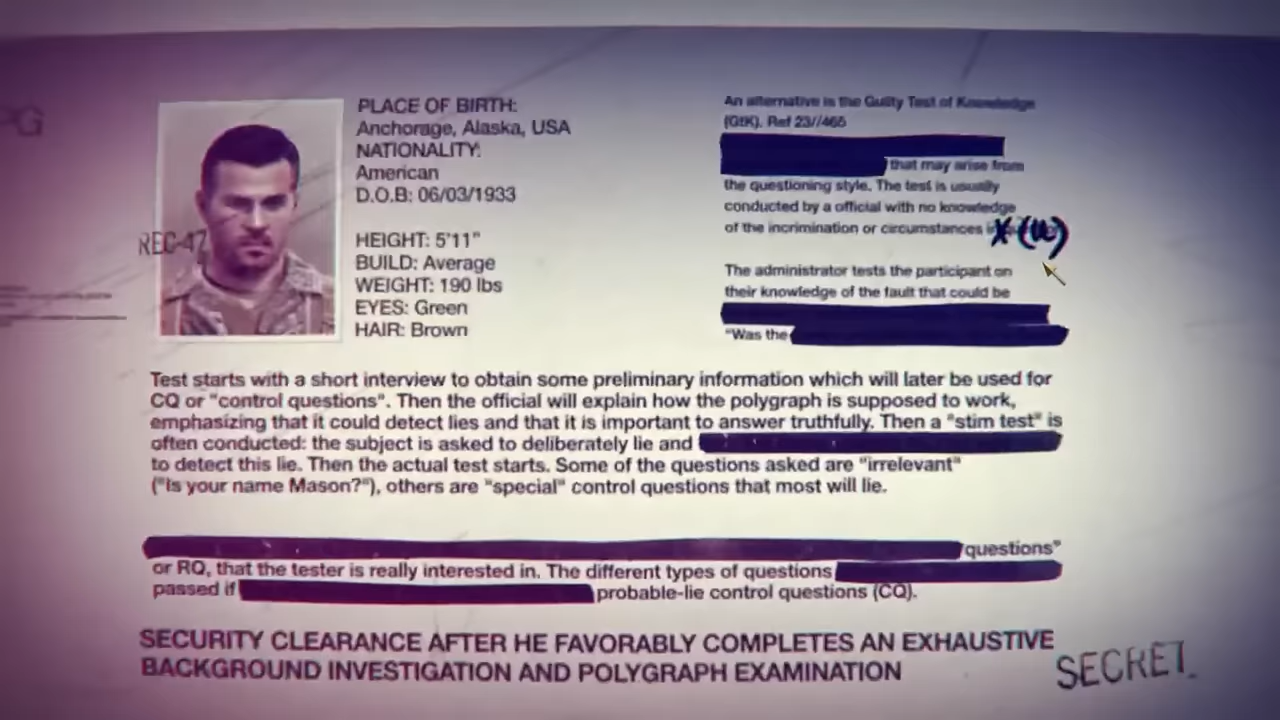 PG
PLACE OF BIRTH:
Anchorage, Alaska, USA
NATIONALITY:
American
D.O.B: 06/03/1933
HEIGHT: 5'11"
BUILD: Average
WEIGHT: 190 lbs
EYES: Green
HAIR: Brown
REC-47
An alternative is the Guilty Test of Knowledge
(GtK). Ref 23//465
that may arise from
the questioning style. The test is usually
conducted by a official with no knowledge
of the incrimination or circumstances
The administrator tests the participant on
their knowledge of the fault that could be
"Was the
Test starts with a short interview to obtain some preliminary information which will later be used for
CQ or "control questions". Then the official will explain how the polygraph is supposed to work,
emphasizing that it could detect lies and that it is important to answer truthfully. Then a "stim test" is
often conducted: the subject is asked to deliberately lie and
to detect this lie. Then the actual test starts. Some of the questions asked are "irrelevant"
("Is your name Mason?"), others are "special" control questions that most will lie.
questions"
or RQ, that the tester is really interested in. The different types of questions
passed if probable-lie control questions (CQ).
SECURITY CLEARANCE AFTER HE FAVORABLY COMPLETES AN EXHAUSTIVE
BACKGROUND INVESTIGATION AND POLYGRAPH EXAMINATION
SECRET